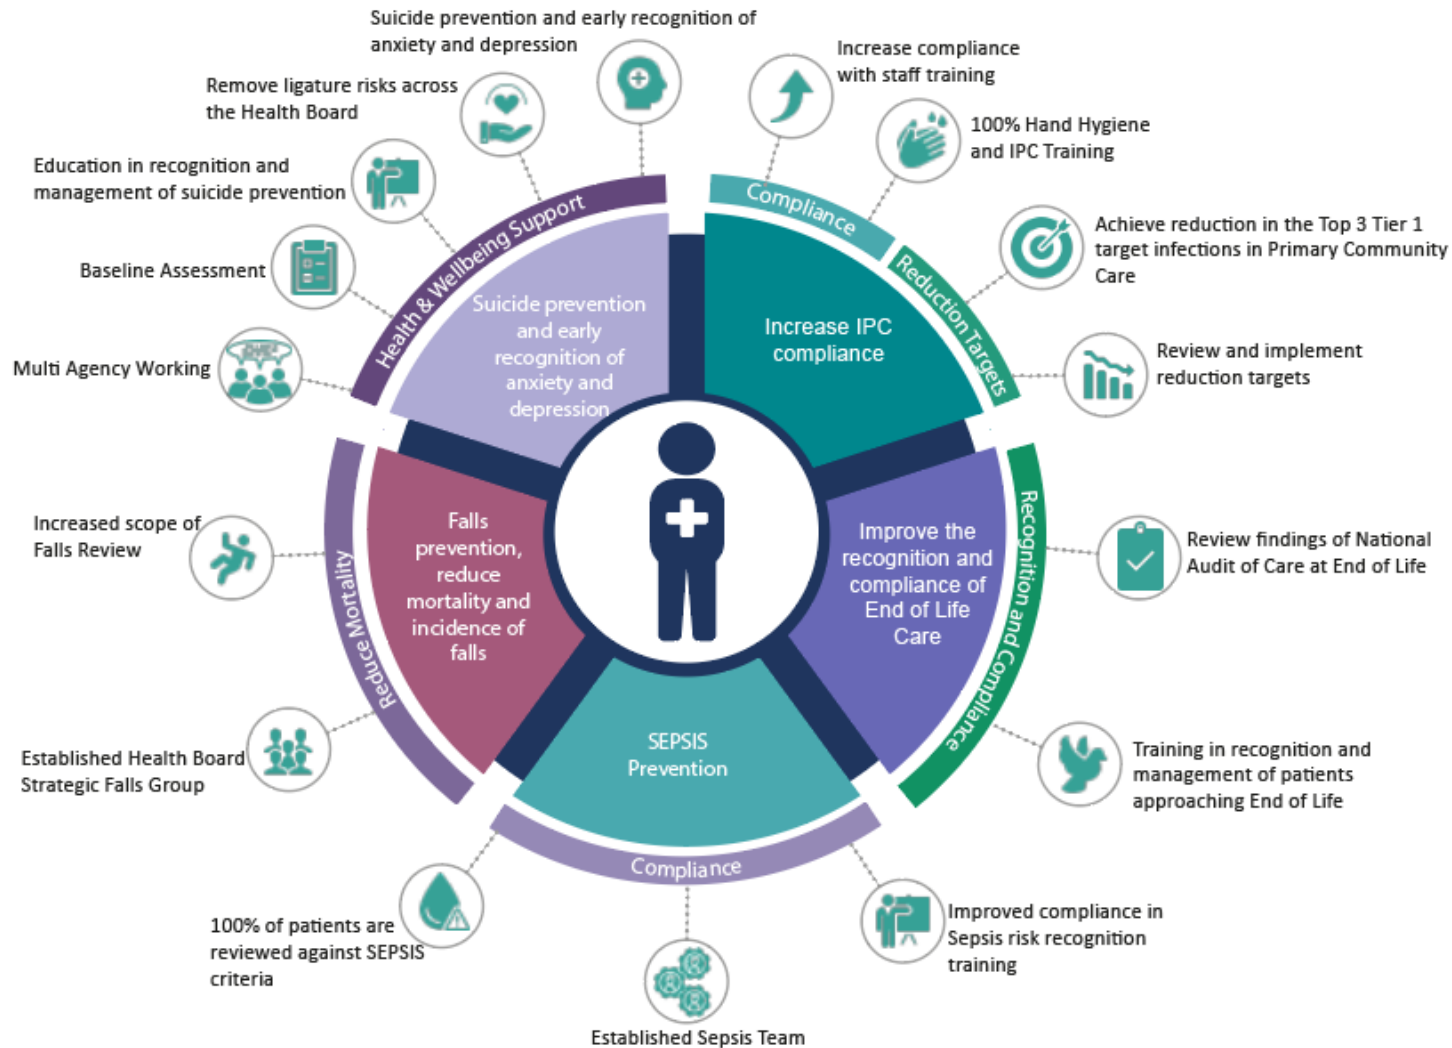 Suicide prevention and early recognition of
anxiety and depression
Remove ligature risks across
the Health Board
Education in recognition and
management of suicide prevention
Baseline Assessment
Multi Agency Working
Health & Wellbeing Support
Suicide prevention
and early
recognition of
anxiety and
depression
Increase compliance
with staff training
100% Hand Hygiene
and IPC Training
Achieve reduction in the Top 3 Tier 1
target infections in Primary Community
Care
Review and implement
reduction targets
Compliance
Reduction Targets
Increase IPC
compliance
Improve the
recognition and
compliance of
End of Life
Care
Recognition and Compliance
Review findings of National
Audit of Care at End of Life
Training in recognition and
management of patients
approaching End of Life
SEPSIS
Prevention
Compliance
Improved compliance in
Sepsis risk recognition
training
Established Sepsis Team
100% of patients are
reviewed against SEPSIS
criteria
Falls
prevention,
reduce
mortality and
incidence of
falls
Reduce Mortality
Increased scope of
Falls Review
Established Health Board
Strategic Falls Group